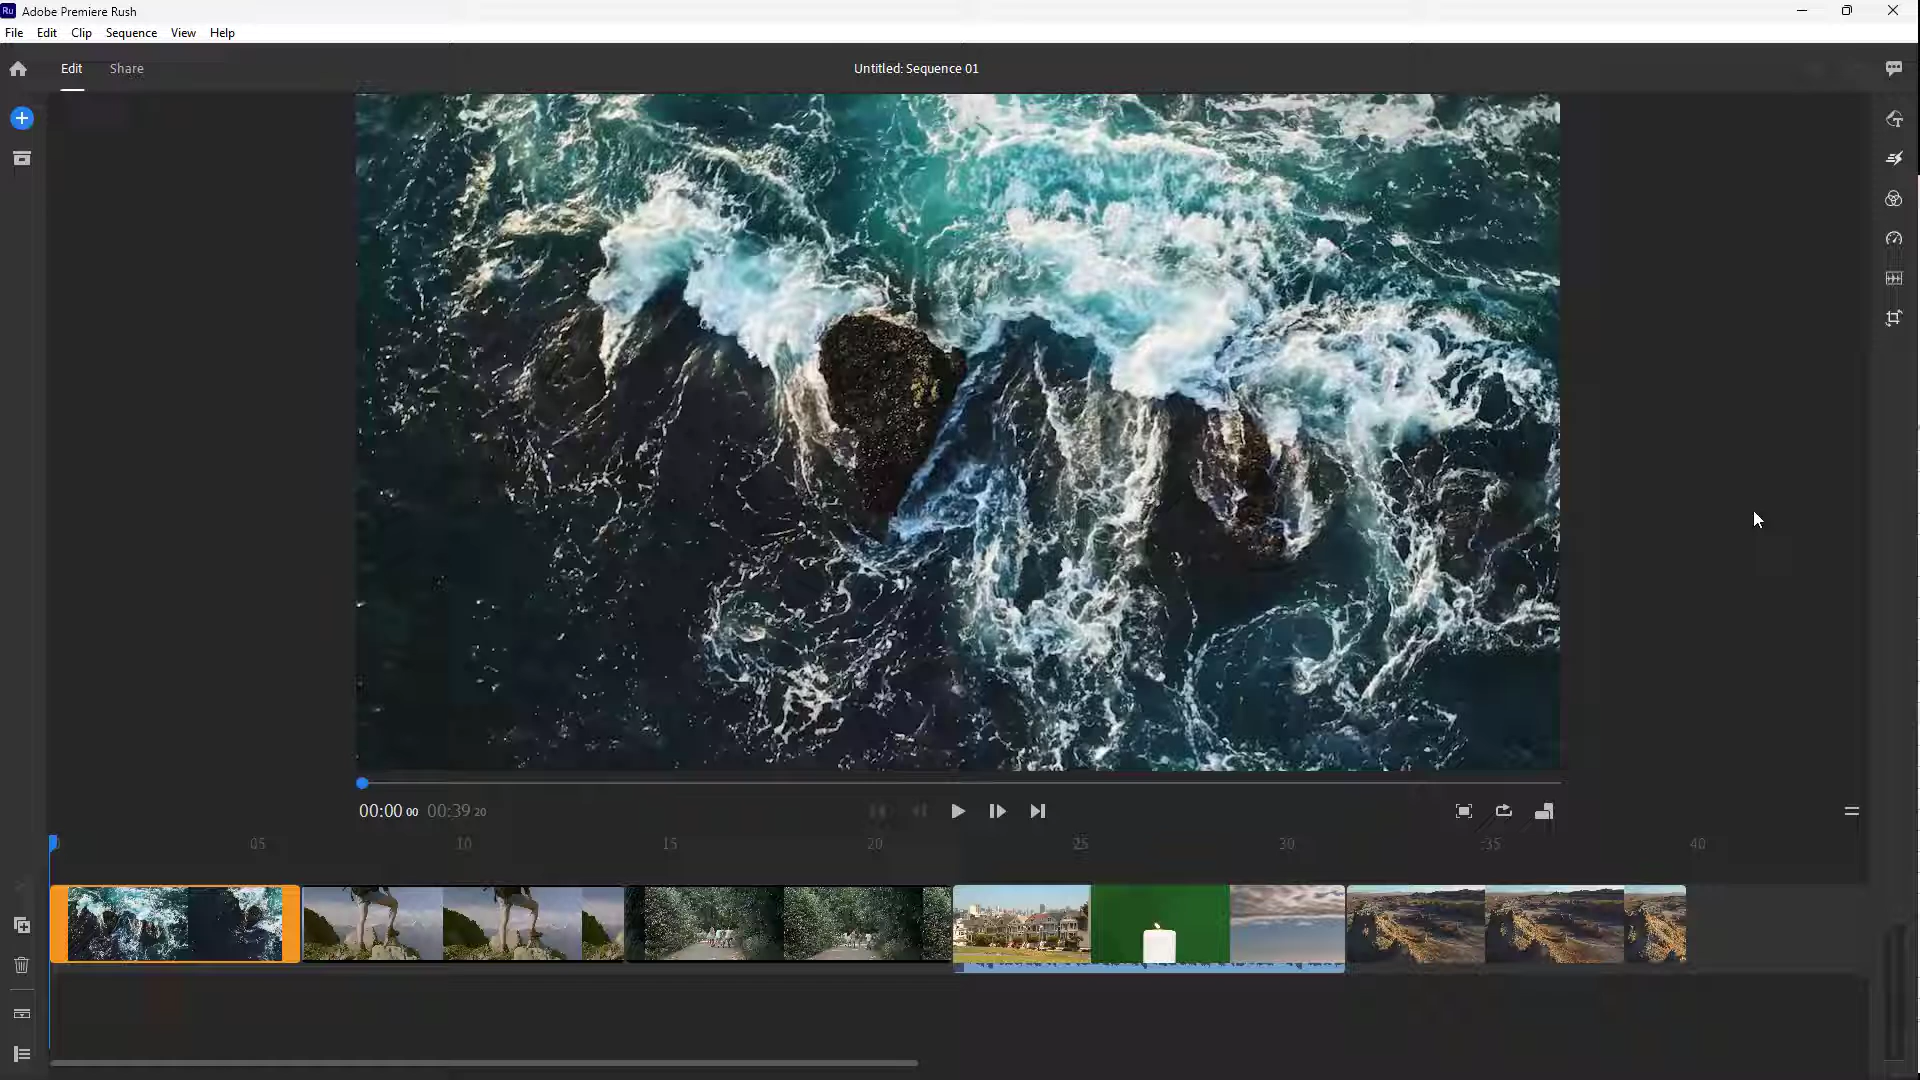 Ru Adobe Premiere Rush
File Edit Clip Sequence View Help
Edit Share Untitled: Sequence 01
00:00 00 00:39 20
05 10 15 20 25 30 35 40